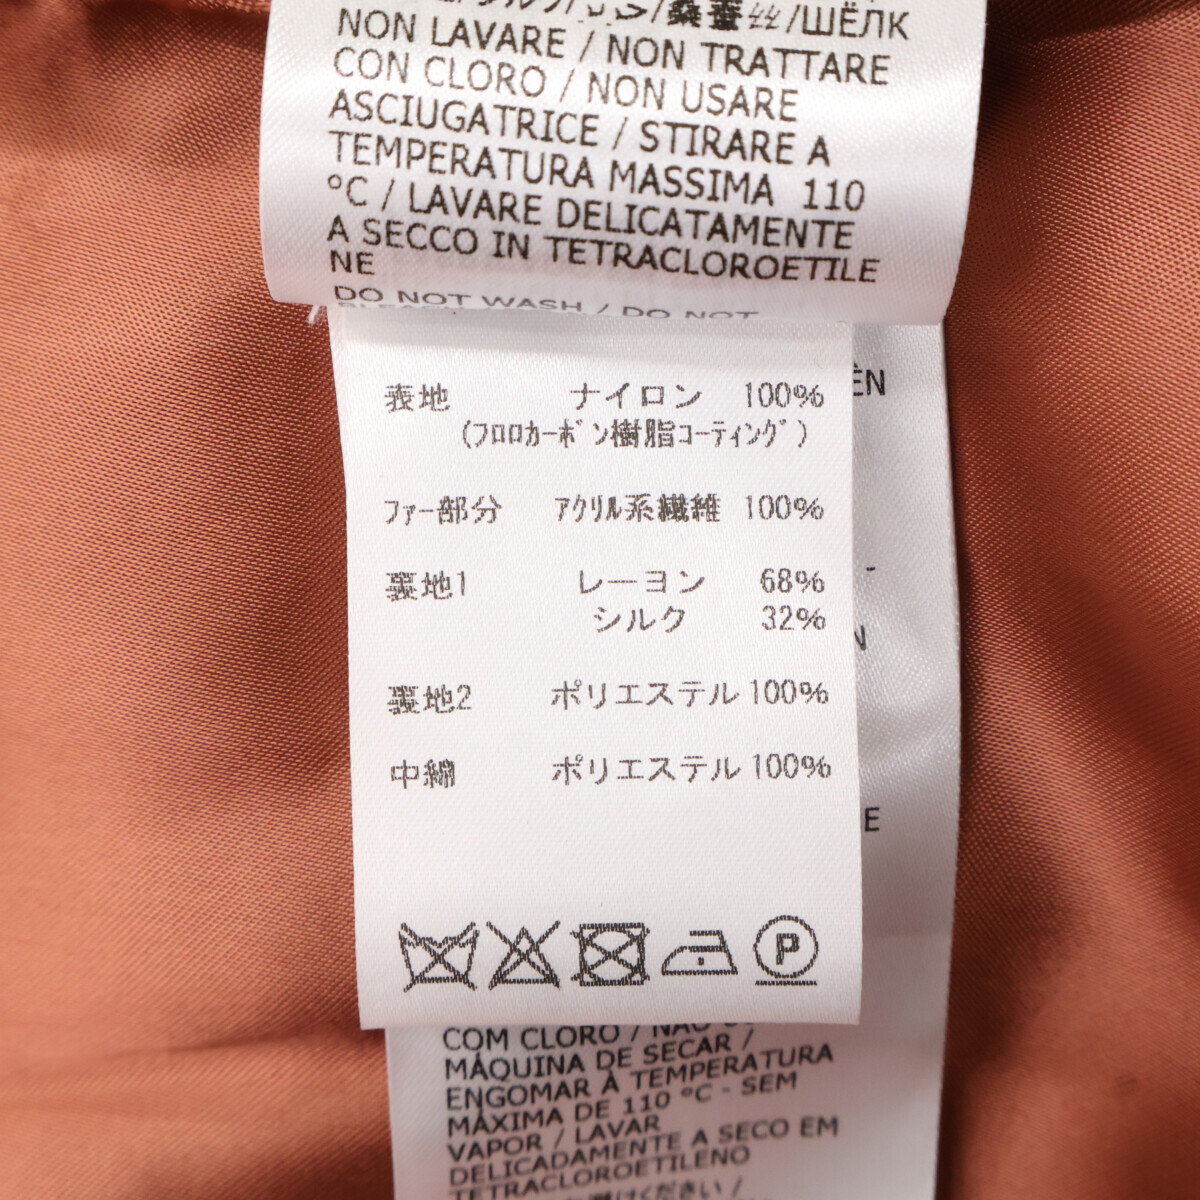 /ШЁЛК
NON LAVARE / NON TRATTARE
CON CLORO / NON USARE
ASCIUGATRICE / STIRARE A
TEMPERATURA MASSIMA 110
°C / LAVARE DELICATAMENTE
A SECCO IN TETRACLOROETILE
NE
DO NOT WASH / DO NOT
ÊN
表地 ナイロン 100%
(フロロカーボン樹脂コーティング)
ファー部分 アクリル系繊維 100%
裏地1 レーヨン 68%
シルク 32%
N
裏地2 ポリエステル 100%
中綿 ポリエステル 100%
E
P
COM CLORO / NÃO
MÁQUINA DE SECAR /
ENGOMAR À TEMPERATURA
MÁXIMA DE 110 °C - SEM
VAPOR / LAVAR
DELICADAMENTE A SECO EM
TETRACLOROETILENO